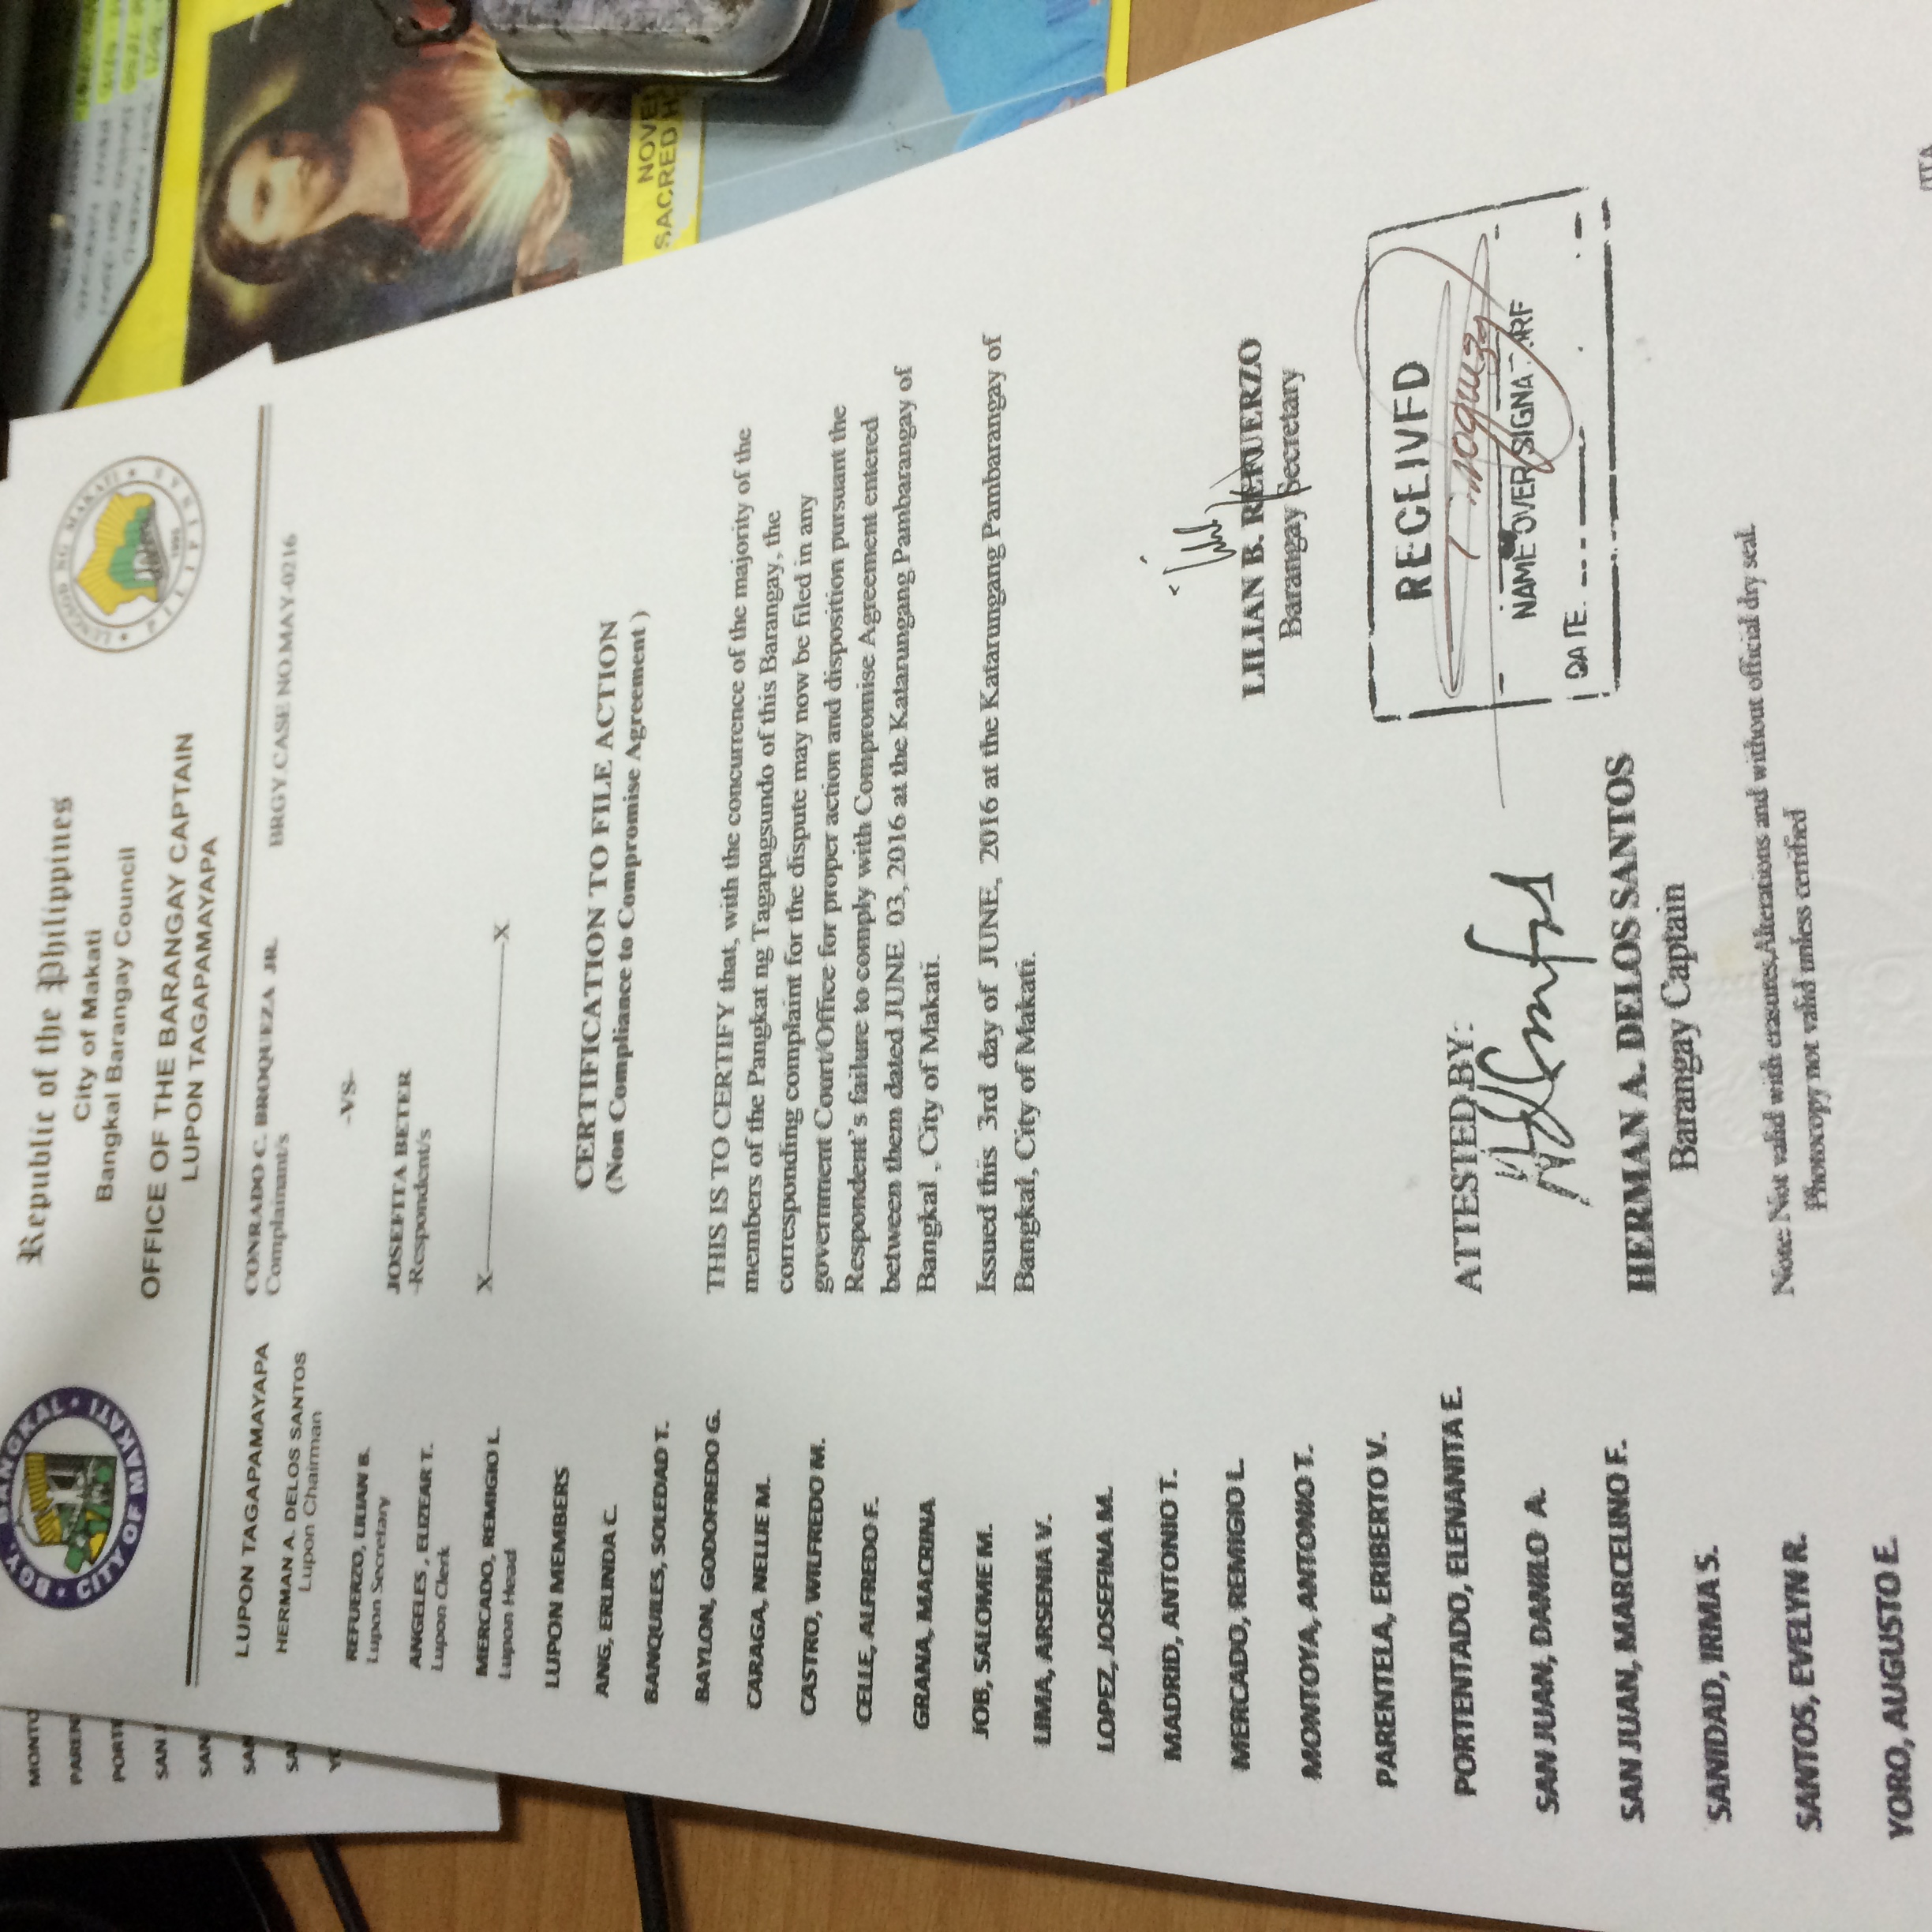 MONTO
PAREN
PORTE
SAN J
SAN
SAN
SA
YO
BGY. BANGKAL
CITY OF MAKATI
Republic of the Philippines
City of Makati
Bangkal Barangay Council
OFFICE OF THE BARANGAY CAPTAIN
LUPON TAGAPAMAYAPA
LUNGSOD NG MAKATI
PILIPINAS
LUPON TAGAPAMAYAPA
HERMAN A. DELOS SANTOS
Lupon Chairman
REFUERZO, LILIAN B.
Lupon Secretary
ANGELES , ELIZEAR T.
Lupon Clerk
MERCADO, REMIGIO L.
Lupon Head
LUPON MEMBERS
ANG, ERLINDA C.
BANQUILES, SOLEDAD T.
BAYLON, GODOFREDO G.
CARAGA, NELLIE M.
CASTRO, WILFREDO M.
CELLE, ALFREDO F.
GRANA, MACRINA
JOB, SALOME M.
LIMA, ARSENIA V.
LOPEZ, JOSEFINA M.
MADRID, ANTONIO T.
MERCADO, REMIGIO L.
MONTOYA, ANTONIO T.
PARENTELA, ERIBERTO V.
PORTENTADO, ELENANITA E.
SAN JUAN, DANILO A.
SAN JUAN, MARCELINO F.
SANIDAD, IRMA S.
SANTOS, EVELYN R.
YORO, AUGUSTO E.
CONRADO C. BROQUEZA JR.
Complainant/s
BRGY.CASE NO.MAY-0216
-VS-
JOSEFITA BETER
-Respondent/s
X————————————X
CERTIFICATION TO FILE ACTION
(Non Compliance to Compromise Agreement )
THIS IS TO CERTIFY that, with the concurrence of the majority of the
members of the Pangkat ng Tagapagsundo of this Barangay, the
corresponding complaint for the dispute may now be filed in any
government Court/Office for proper action and disposition pursuant the
Respondent's failure to comply with Compromise Agreement entered
between them dated JUNE 03, 2016 at the Katarungang Pambarangay of
Bangkal , City of Makati.
Issued this 3rd day of JUNE, 2016 at the Katarungang Pambarangay of
Bangkal, City of Makati.
LILIAN B. REFUERZO
Barangay Secretary
RECEIVED
NAME OVER SIGNATURE
DATE.
ATTESTED BY:
HERMAN A. DELOS SANTOS
Barangay Captain
Note: Not valid with erasures,Alterations and without official dry seal.
Photocopy not valid unless certified
NOVE
SACRED H